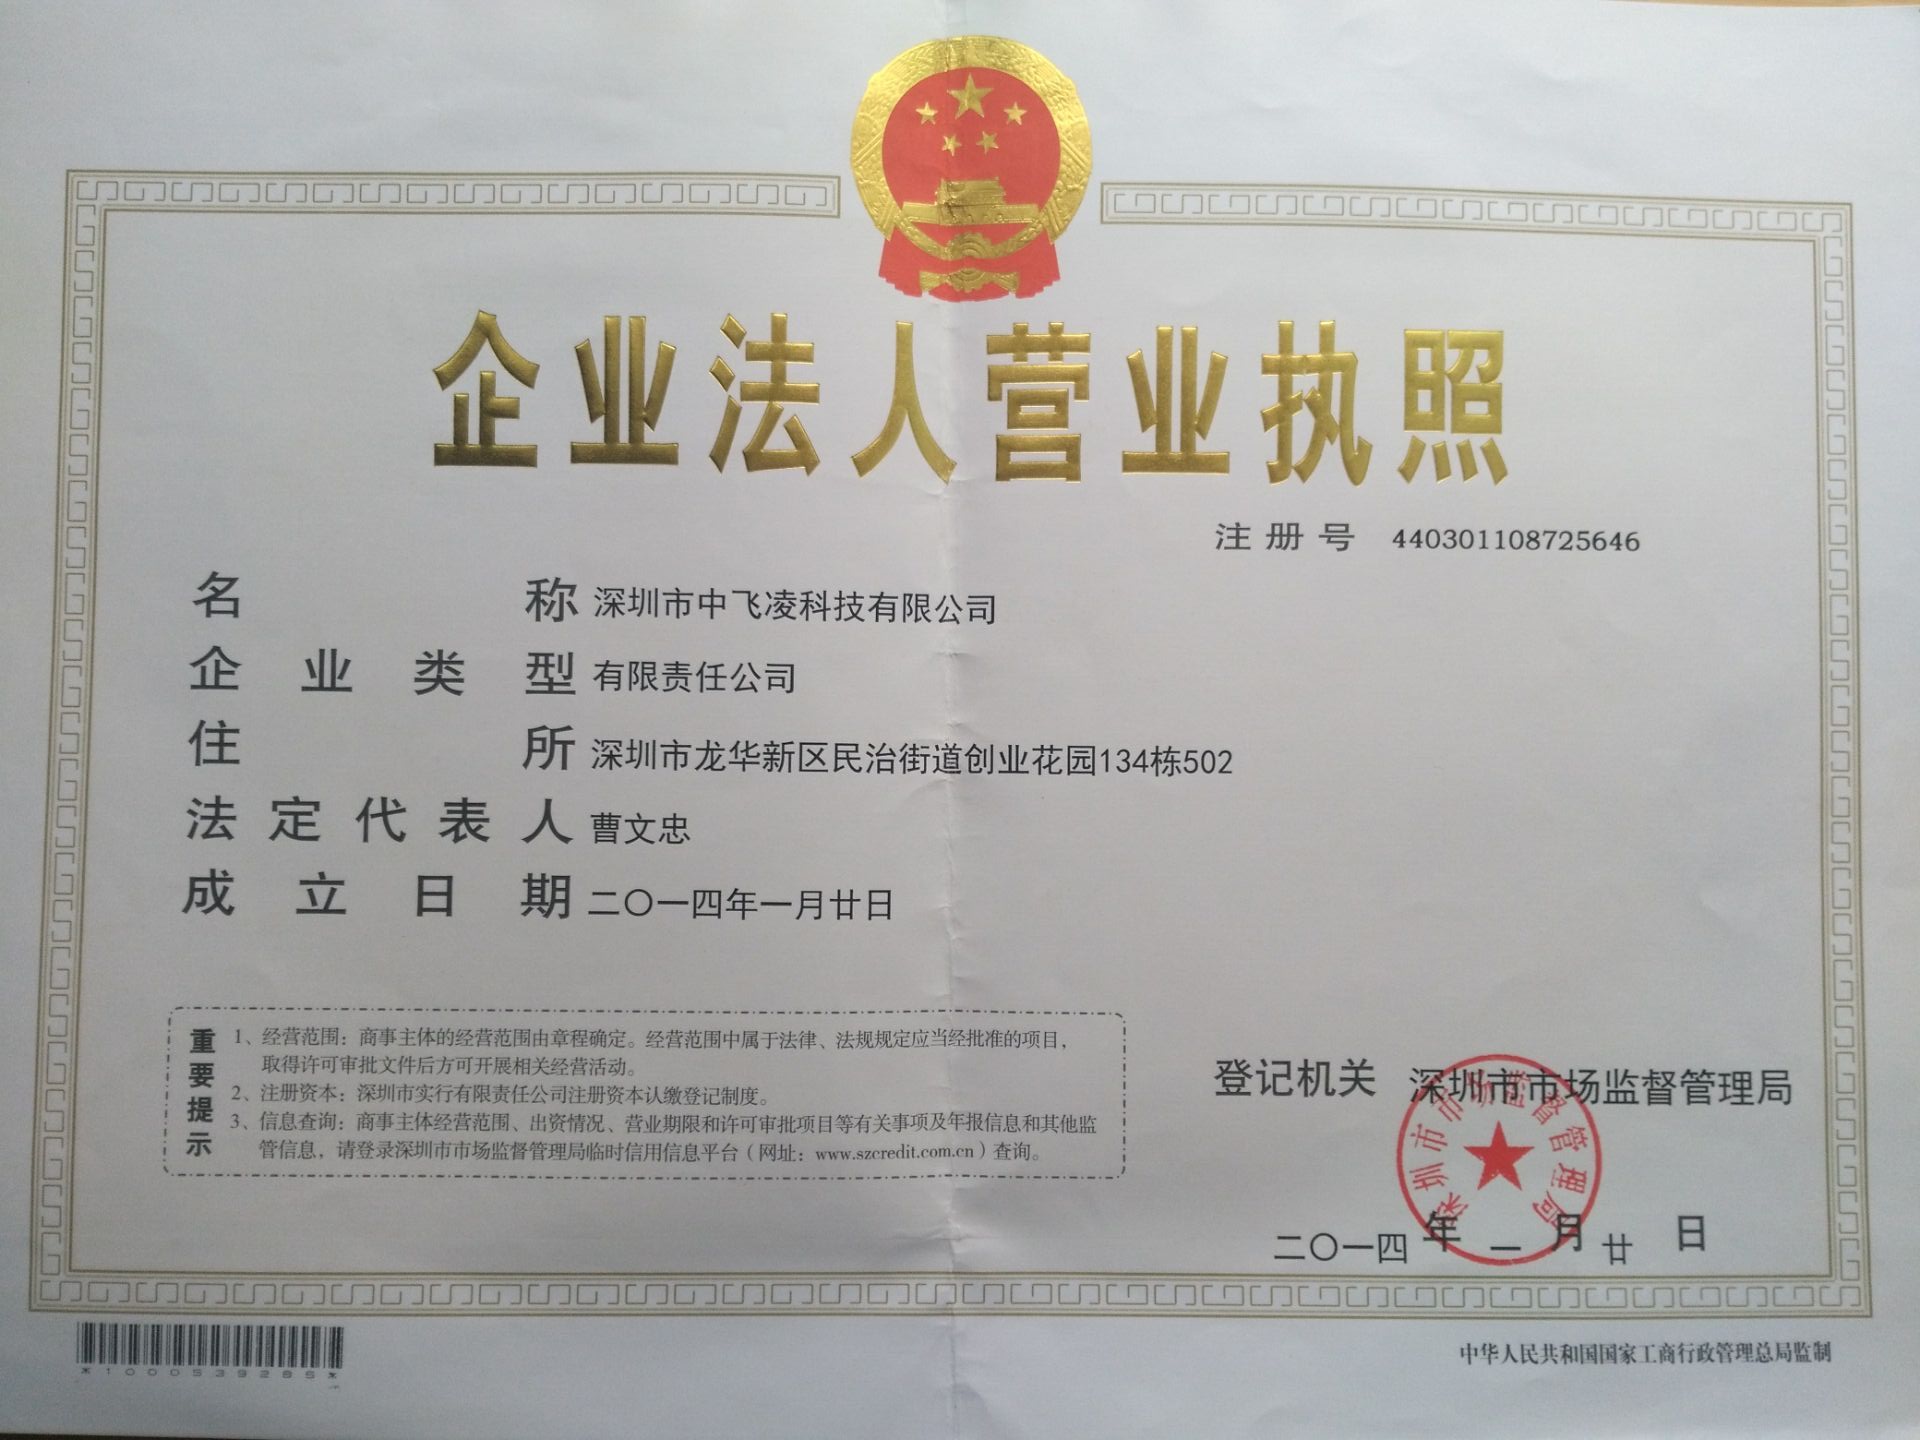 企业法人营业执照
注册号 440301108725646
名称 深圳市中飞凌科技有限公司
企业类型 有限责任公司
住所 深圳市龙华新区民治街道创业花园134栋502
法定代表人 曹文忠
成立日期 二〇一四年一月廿日
重要提示
1、经营范围：商事主体的经营范围由章程确定。经营范围中属于法律、法规规定应当经批准的项目，
取得许可审批文件后方可开展相关经营活动。
2、注册资本：深圳市实行有限责任公司注册资本认缴登记制度。
3、信息查询：商事主体经营范围、出资情况、营业期限和许可审批项目等有关事项及年报信息和其他监
管信息，请登录深圳市市场监督管理局临时信用信息平台（网址：www.szcredit.com.cn）查询。
登记机关 深圳市市场监督管理局
深圳市市场监督管理局
二〇一四年一月廿日
*1000539285*
中华人民共和国国家工商行政管理总局监制